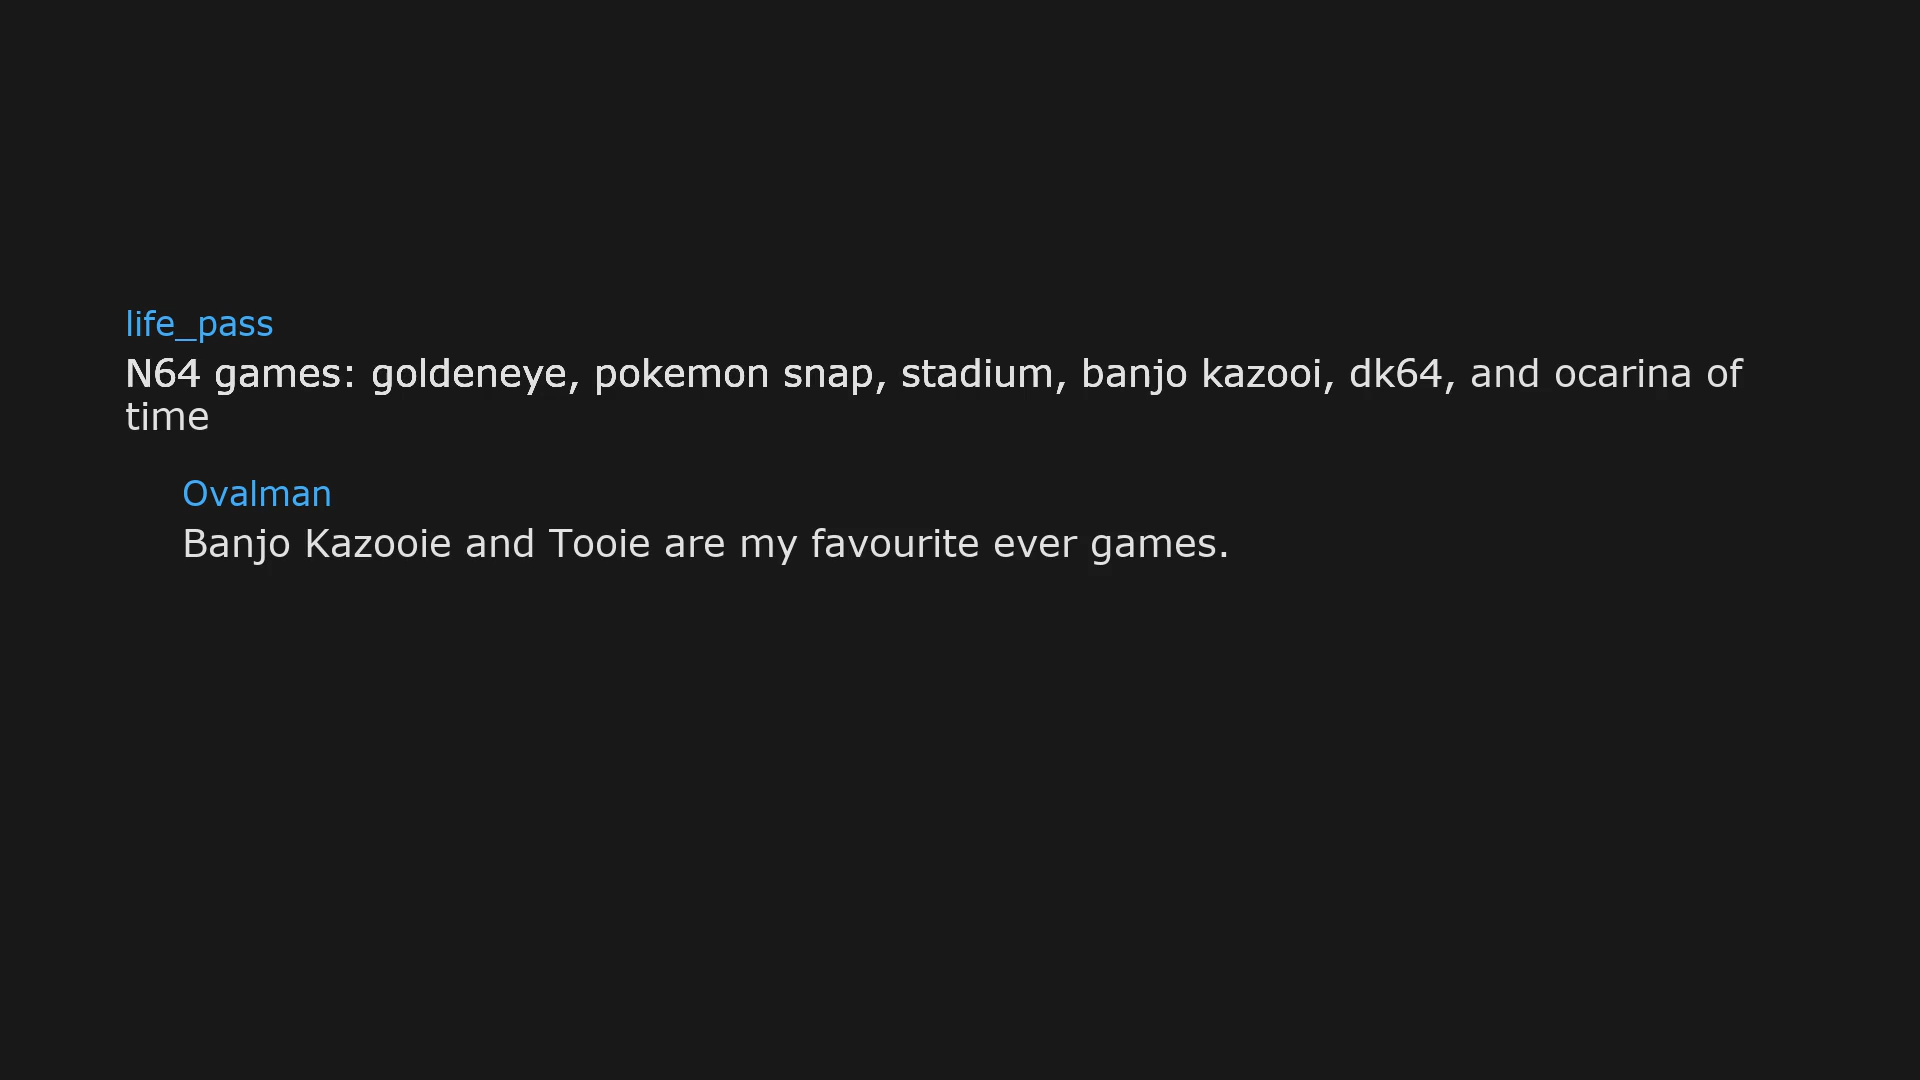 life_pass
N64 games: goldeneye, pokemon snap, stadium, banjo kazooi, dk64, and ocarina of
time
Ovalman
Banjo Kazooie and Tooie are my favourite ever games.